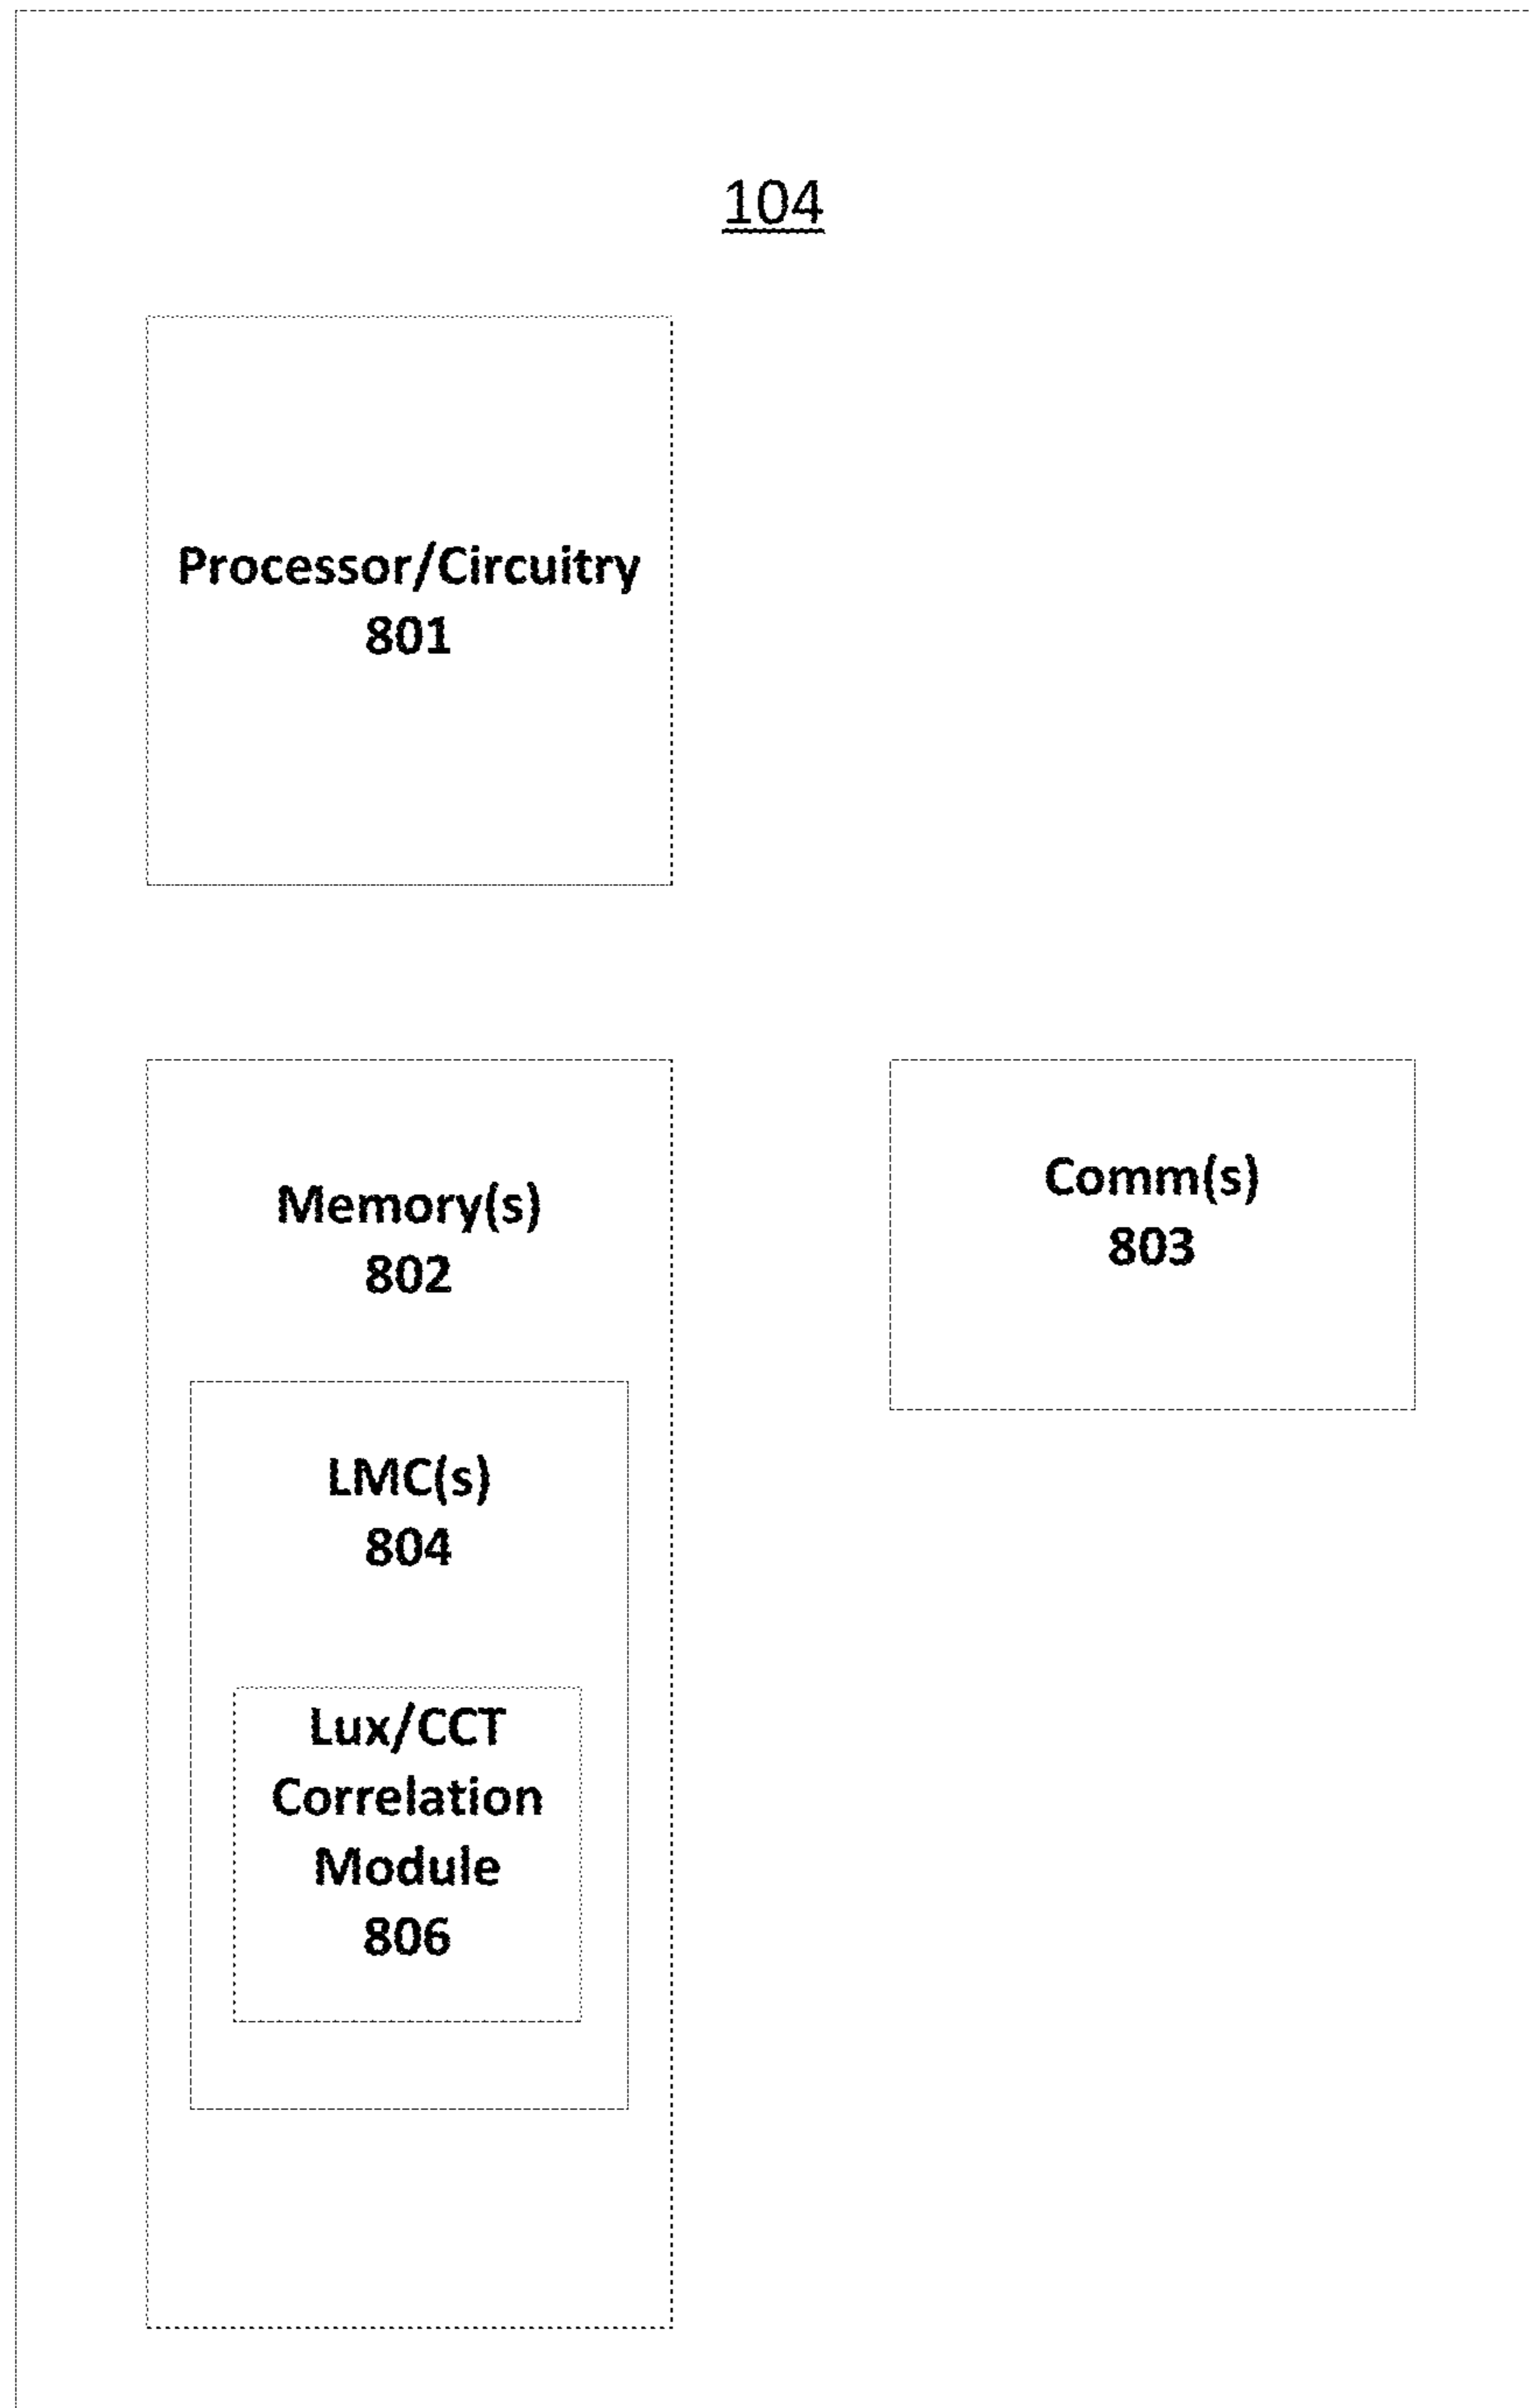 104
Processor/Circuitry
801
Memory(s)
802
Comm(s)
803
LMC(s)
804
Lux/CCT
Correlation
Module
806